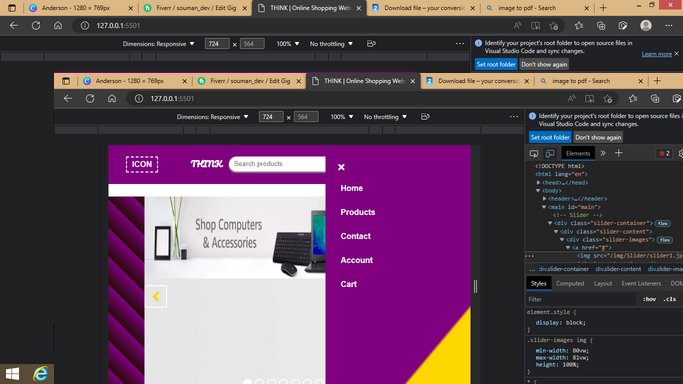 Anderson - 1280 × 769px
Fiverr / souman_dev / Edit Gig
THINK | Online Shopping Webs
Download file – your conversion
image to pdf - Search
127.0.0.1:5501
Dimensions: Responsive
724
×
564
100%
No throttling
Identify your project's root folder to open source files in
Visual Studio Code and sync changes.
Learn more
Set root folder
Don't show again
Anderson - 1280 × 769px
Fiverr / souman_dev / Edit Gig
THINK | Online Shopping Webs
Download file – your conversion
image to pdf - Search
127.0.0.1:5501
Dimensions: Responsive
724
×
564
100%
No throttling
Identify your project's root folder to open source files in
Visual Studio Code and sync changes.
Set root folder
Don't show again
Elements
2
ICON
THINK
Search products
Home
Products
Contact
Account
Cart
Shop Computers
& Accessories
<!DOCTYPE html>
<html lang="en">
<head>…</head>
<body>
<header>…</header>
<main id="main">
<!-- Slider -->
<div class="slider-container">
flex
<div class="slider-content">
<div class="slider-images">
flex
<a href="#">
<img src="/img/Slider/slider1.jp
div.slider-container
div.slider-content
div.slider-ima
Styles
Computed
Layout
Event Listeners
DOM
Filter
:hov
.cls
element.style {
display: block;
}
.slider-images img {
min-width: 80vw;
max-width: 81vw;
height: 100%;
}
* {